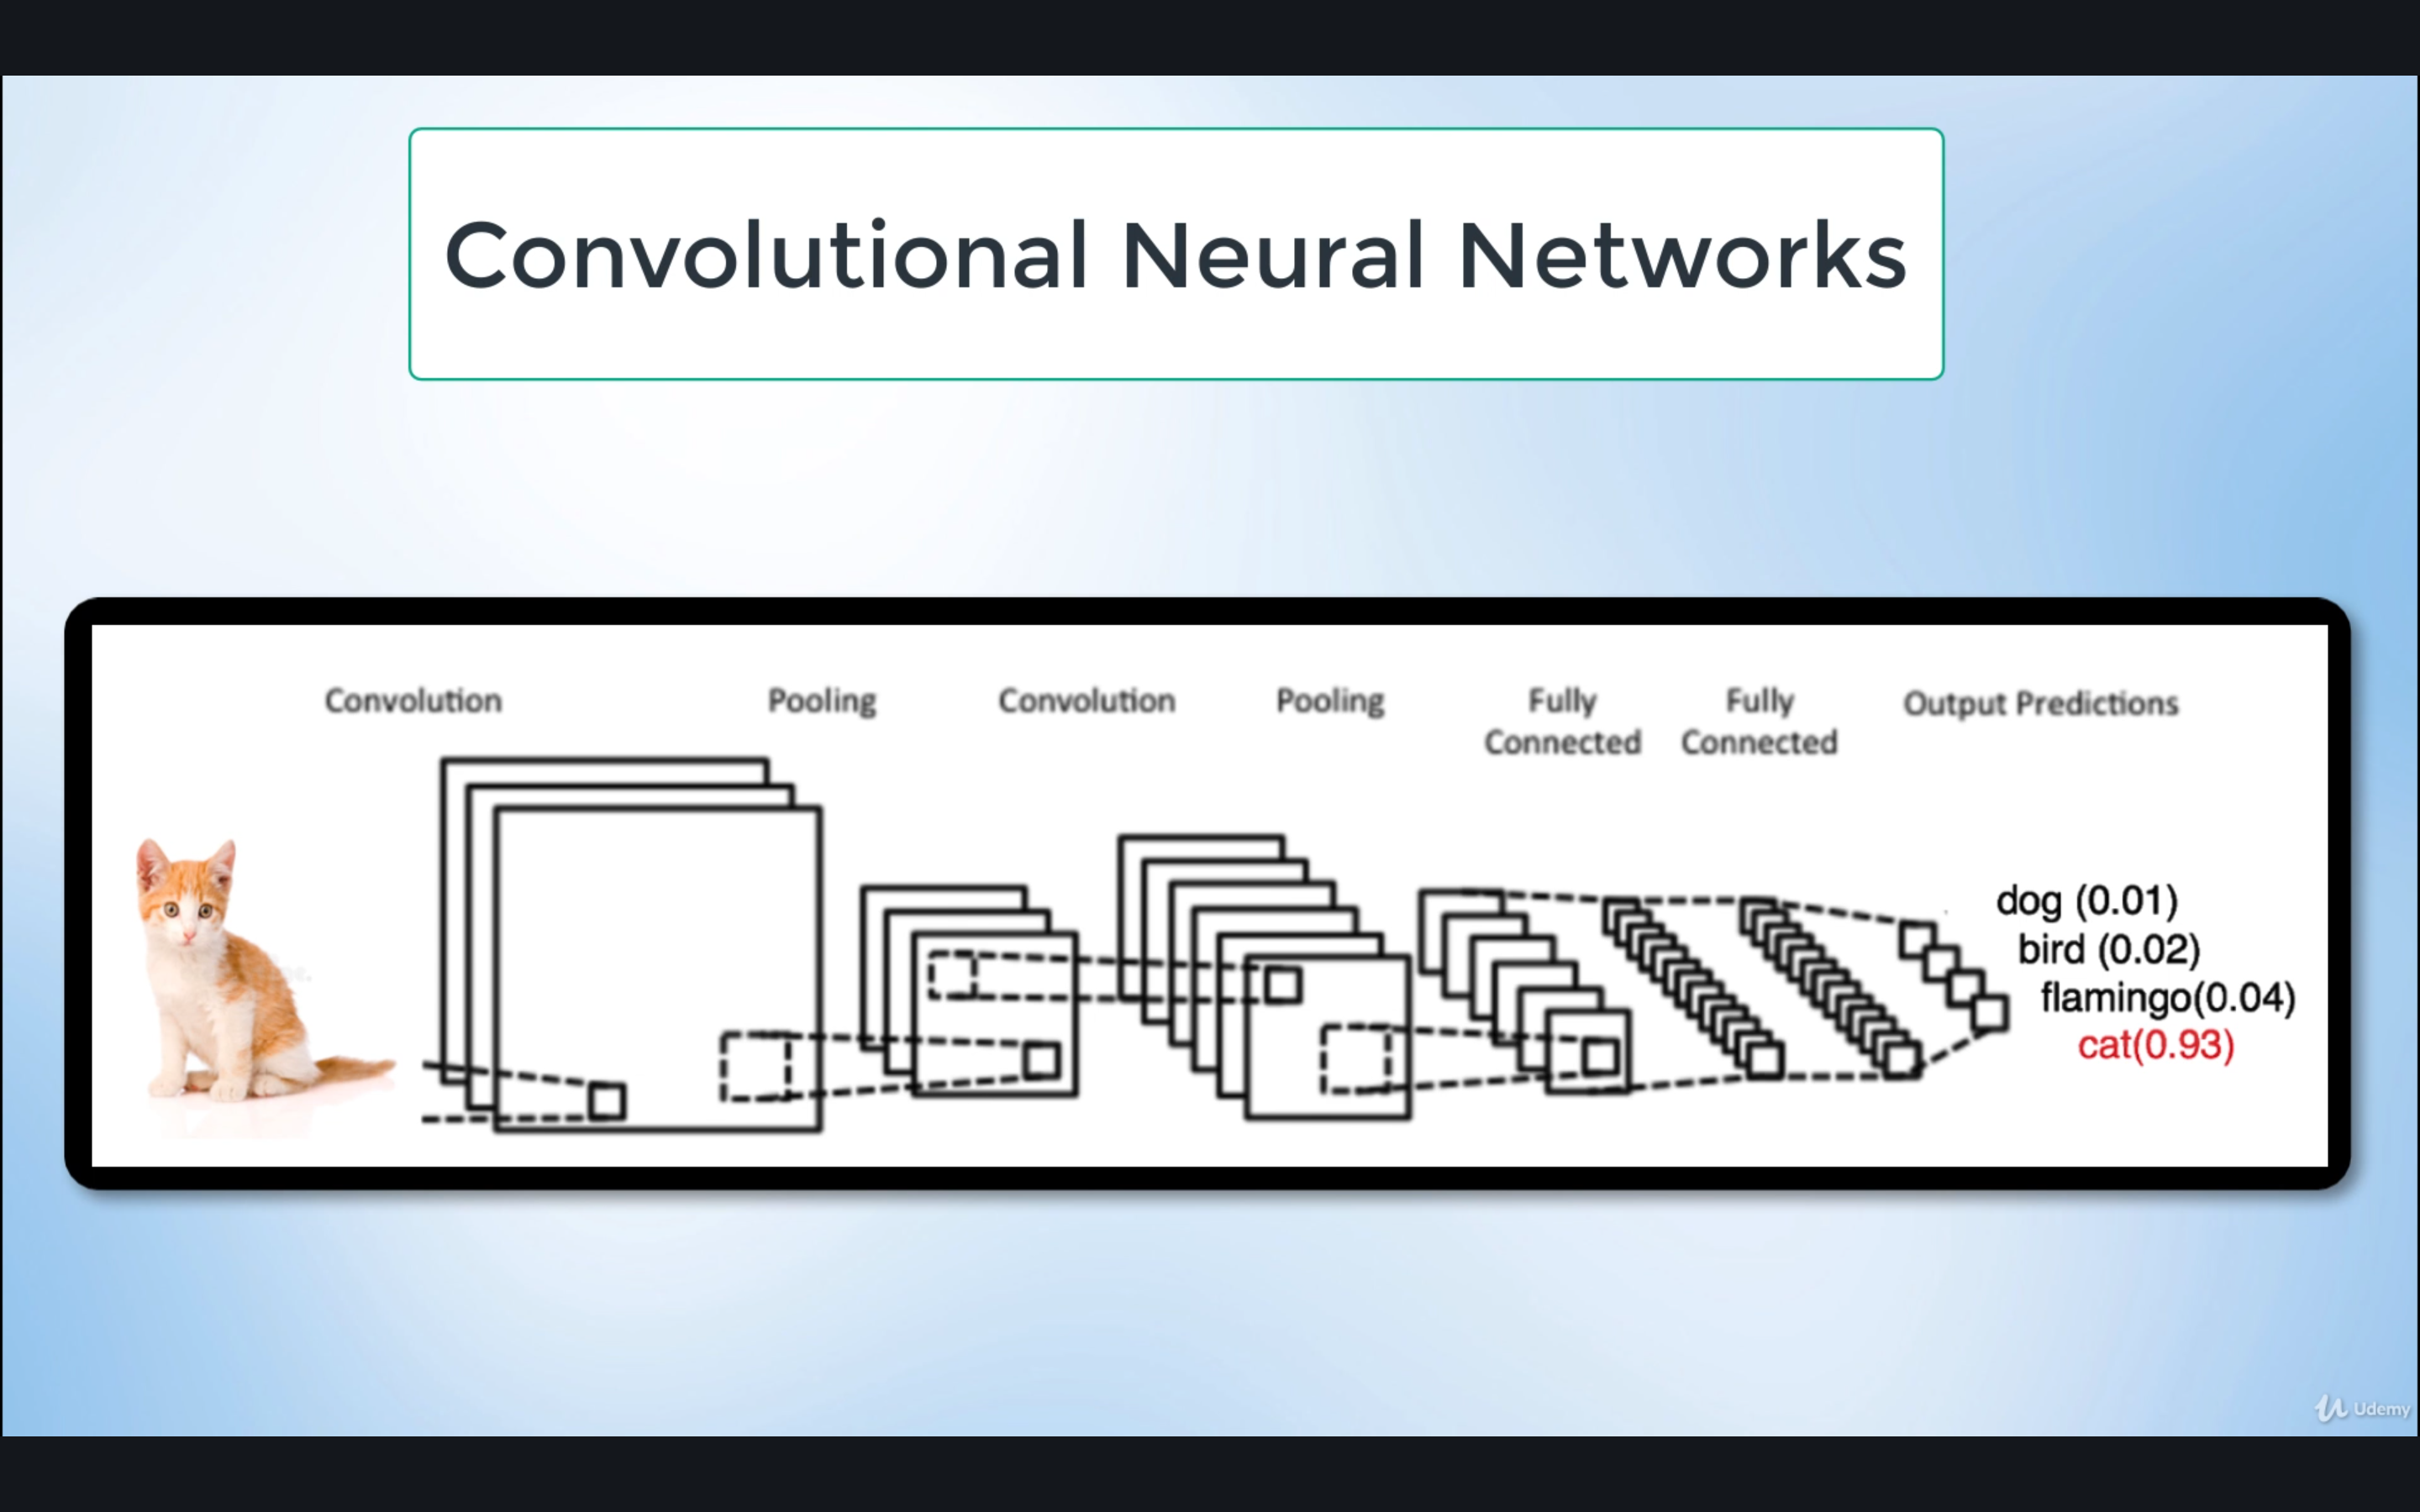 Convolutional Neural Networks
Convolution
Pooling
Convolution
Pooling
Fully
Connected
Fully
Connected
Output Predictions
dog (0.01)
bird (0.02)
flamingo(0.04)
cat(0.93)
Udemy